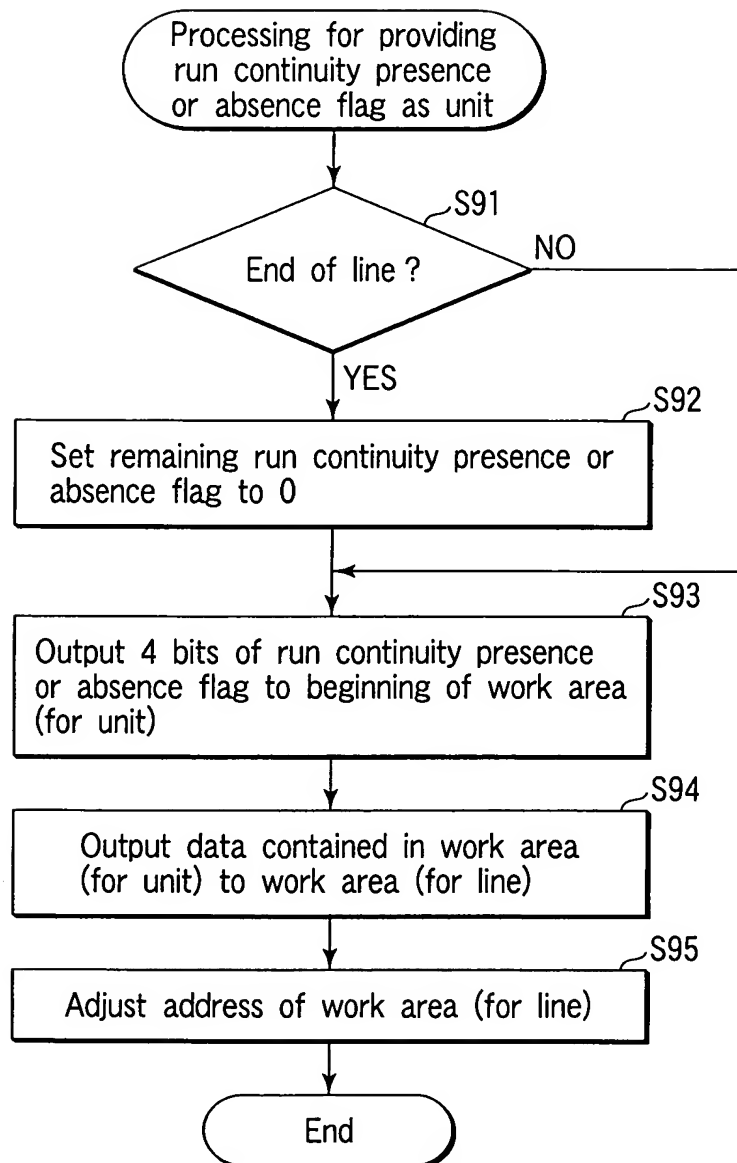 Processing for providing
run continuity presence
or absence flag as unit
S91
End of line?
NO
YES
S92
Set remaining run continuity presence or
absence flag to 0
S93
Output 4 bits of run continuity presence
or absence flag to beginning of work area
(for unit)
S94
Output data contained in work area
(for unit) to work area (for line)
S95
Adjust address of work area (for line)
End